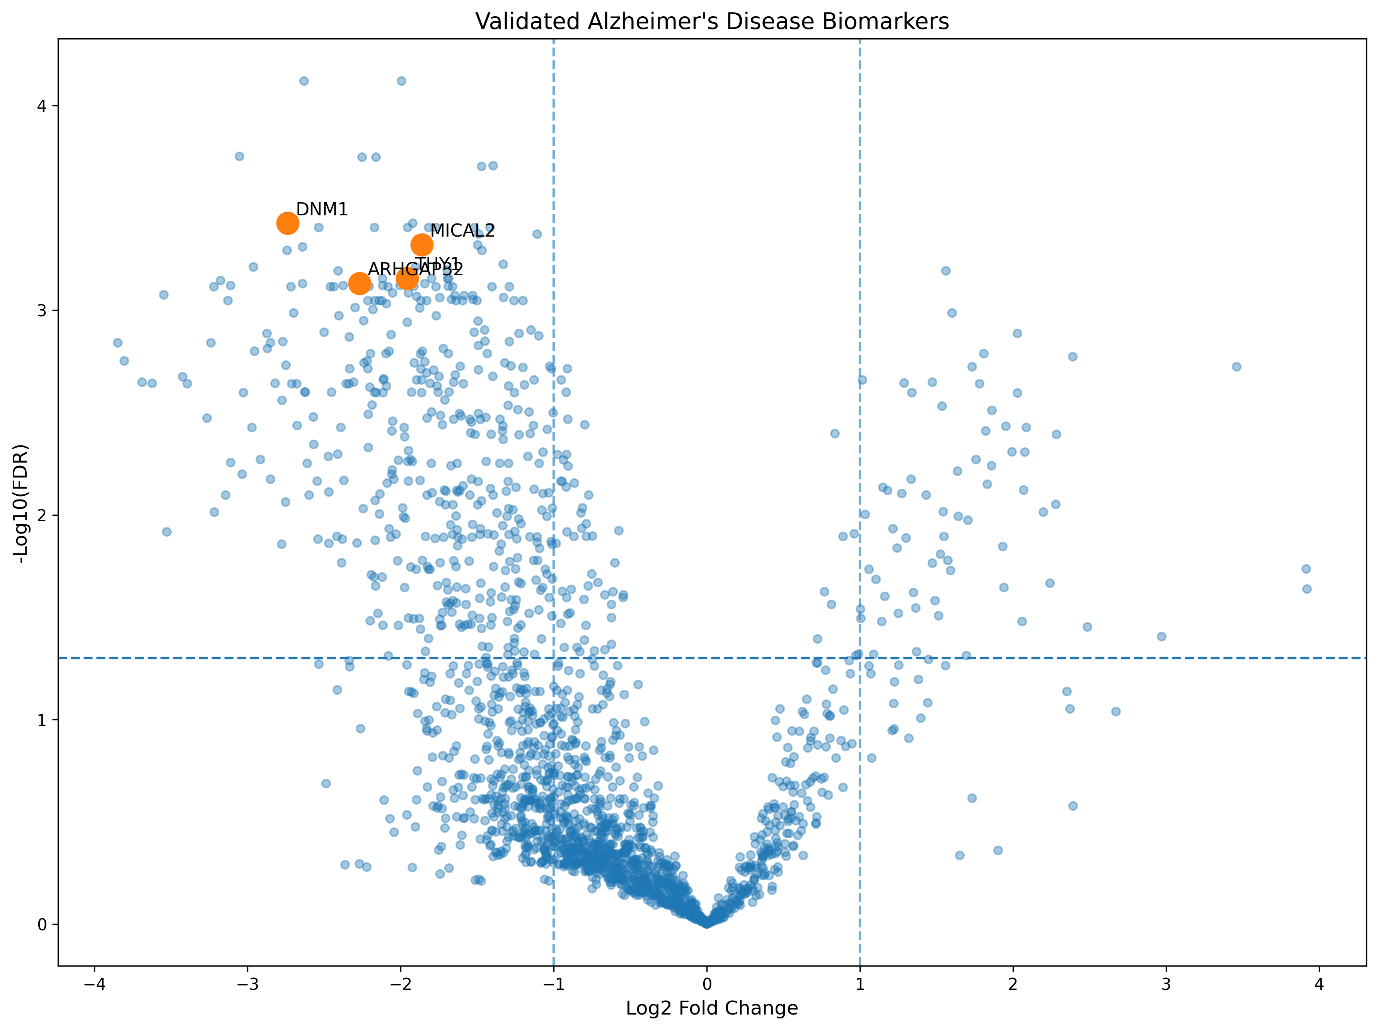 Validated Alzheimer's Disease Biomarkers
-Log10(FDR)
4
3
2
1
0
DNM1
MICAL2
THY1
ARHGAP32
−4
−3
−2
−1
0
1
2
3
4
Log2 Fold Change